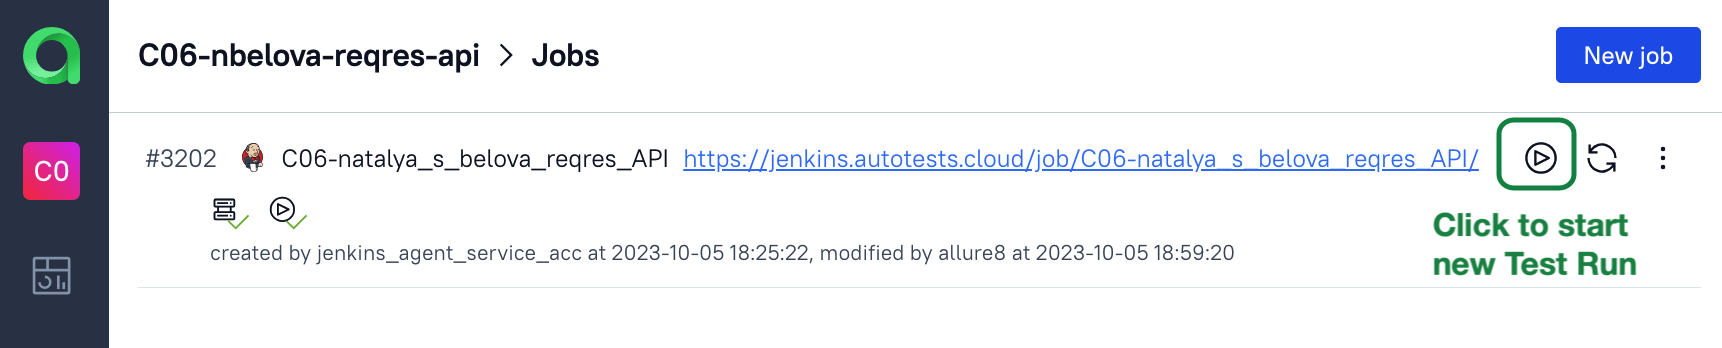 C06-nbelova-reqres-api > Jobs
New job
C0
#3202 C06-natalya_s_belova_reqres_API https://jenkins.autotests.cloud/job/C06-natalya_s_belova_reqres_API/
Click to start
new Test Run
created by jenkins_agent_service_acc at 2023-10-05 18:25:22, modified by allure8 at 2023-10-05 18:59:20